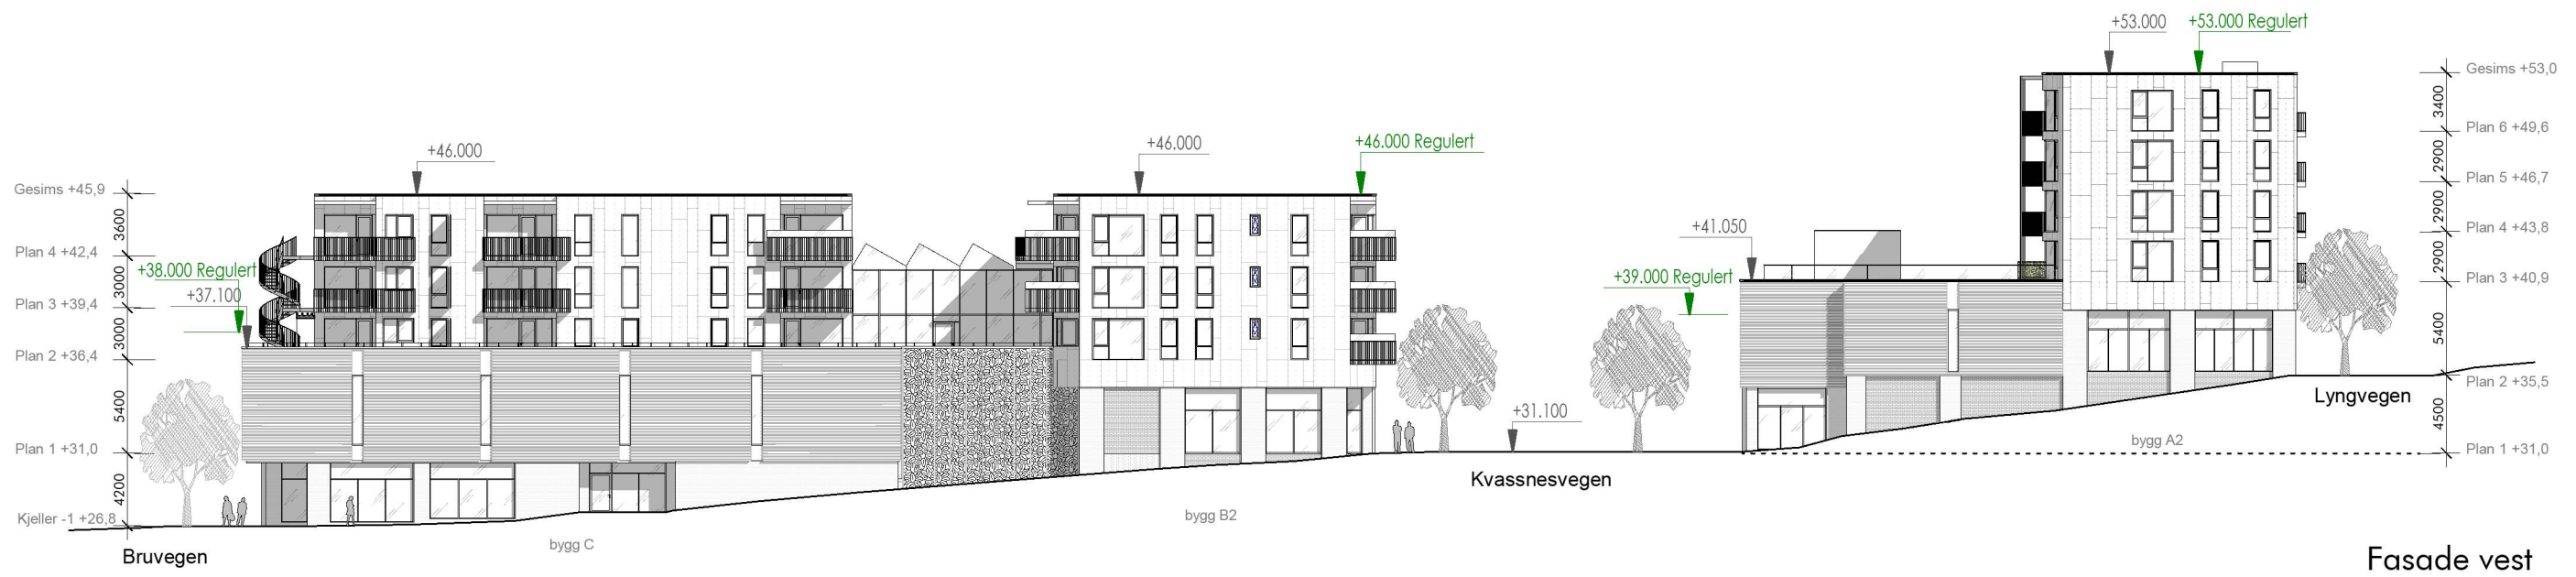 Gesims +45,9
3600
Plan 4 +42,4
3000
Plan 3 +39,4
3000
Plan 2 +36,4
5400
Plan 1 +31,0
4200
Kjeller -1 +26,8
Bruvegen
+38.000 Regulert
+37.100
+46.000
bygg C
+46.000
+46.000 Regulert
bygg B2
+31.100
Kvassnesvegen
+39.000 Regulert
+41.050
+53.000
+53.000 Regulert
bygg A2
Lyngvegen
Gesims +53,0
3400
Plan 6 +49,6
2900
Plan 5 +46,7
2900
Plan 4 +43,8
2900
Plan 3 +40,9
5400
Plan 2 +35,5
4500
Plan 1 +31,0
Fasade vest